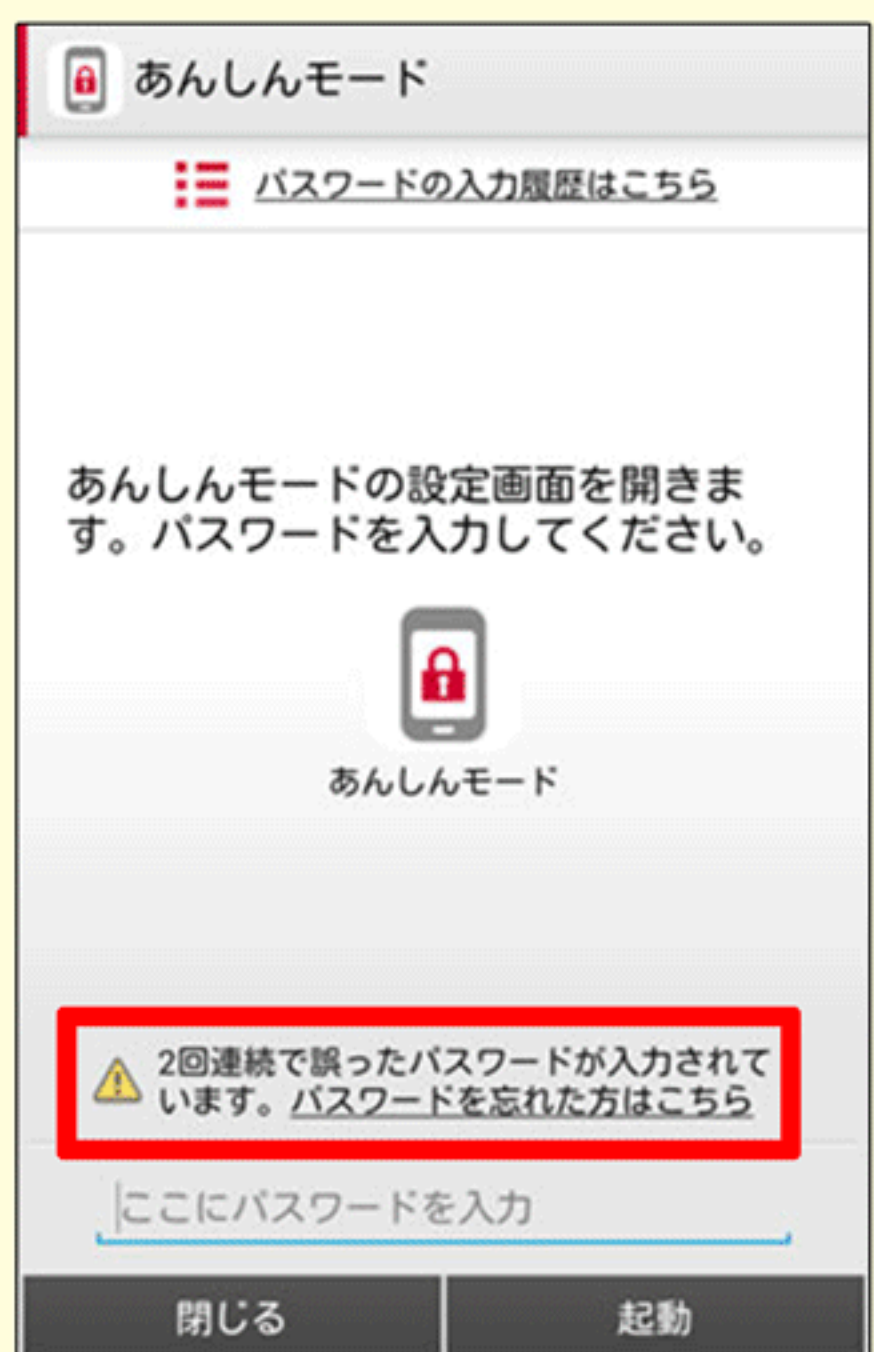 あんしんモード
パスワードの入力履歴はこちら
あんしんモードの設定画面を開きま
す。パスワードを入力してください。
あんしんモード
2回連続で誤ったパスワードが入力されて
います。パスワードを忘れた方はこちら
ここにパスワードを入力
閉じる
起動